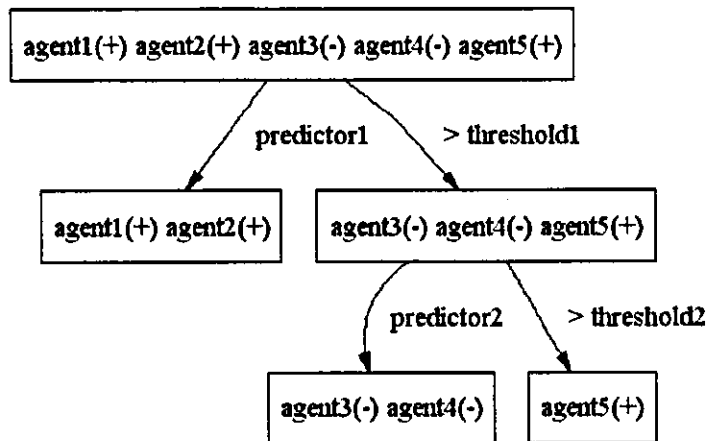 agent1(+) agent2(+) agent3(-) agent4(-) agent5(+)
predictor1 > threshold1
agent1(+) agent2(+) agent3(-) agent4(-) agent5(+)
predictor2 > threshold2
agent3(-) agent4(-) agent5(+)